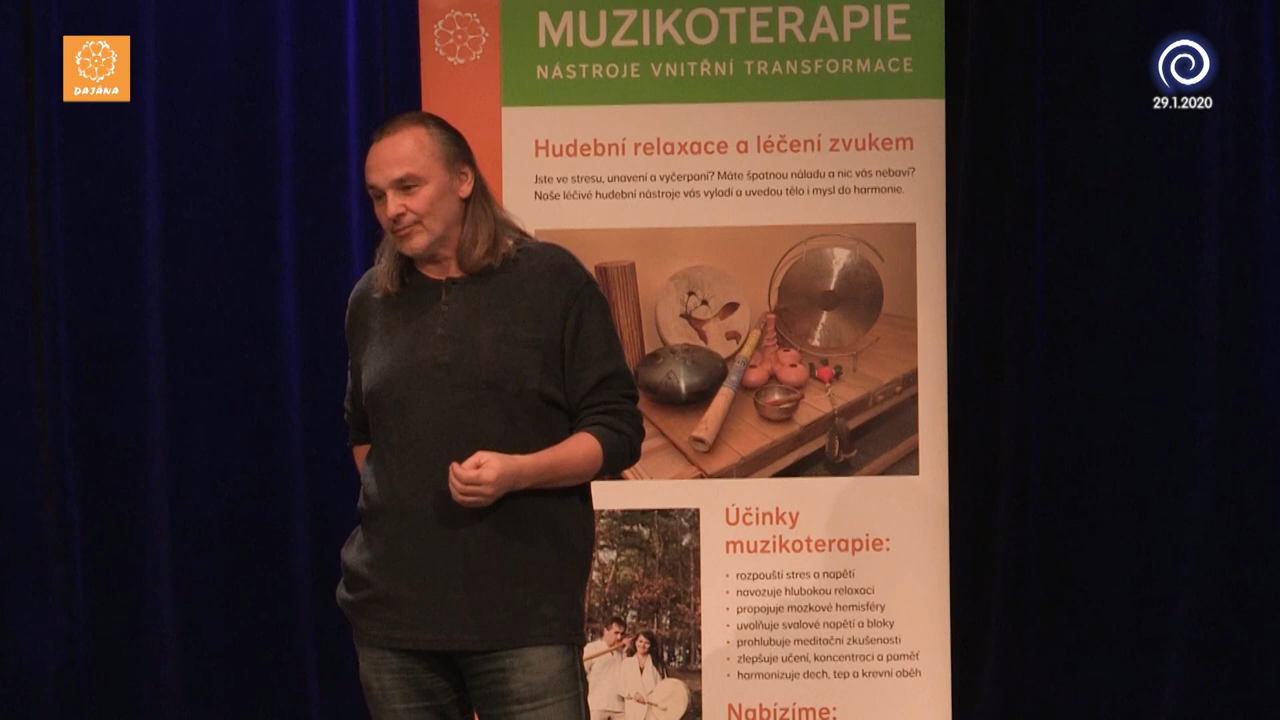 DAJÁNA
29.1.2020
MUZIKOTERAPIE
NÁSTROJE VNITŘNÍ TRANSFORMACE
Hudební relaxace a léčení zvukem
Jste ve stresu, unavení a vyčerpaní? Máte špatnou náladu a nic vás nebaví?
Naše léčivé hudební nástroje vás vyladí a uvedou tělo i mysl do harmonie.
Účinky
muzikoterapie:
• rozpouští stres a napětí
• navozuje hlubokou relaxaci
• propojuje mozkové hemisféry
• uvolňuje svalové napětí a bloky
• prohlubuje meditační zkušenosti
• zlepšuje učení, koncentraci a paměť
• harmonizuje dech, tep a krevní oběh
Nabízíme: